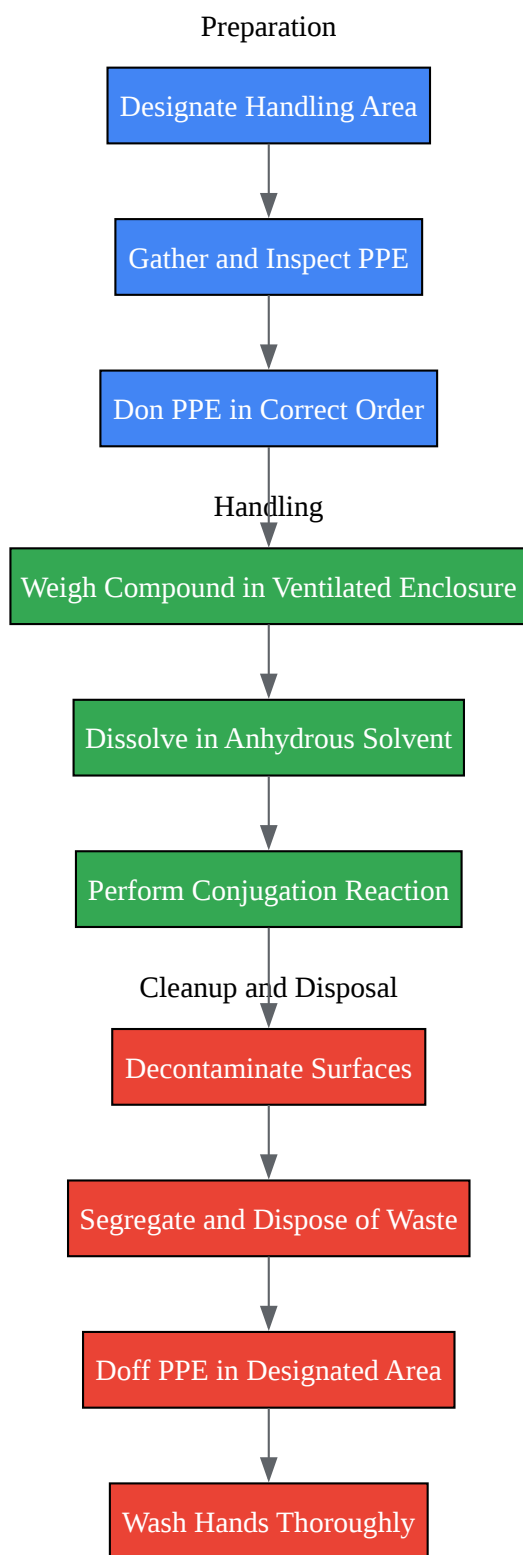 Preparation
Designate Handling Area
Gather and Inspect PPE
Don PPE in Correct Order
Handling
Weigh Compound in Ventilated Enclosure
Dissolve in Anhydrous Solvent
Perform Conjugation Reaction
Cleanup and Disposal
Decontaminate Surfaces
Segregate and Dispose of Waste
Doff PPE in Designated Area
Wash Hands Thoroughly